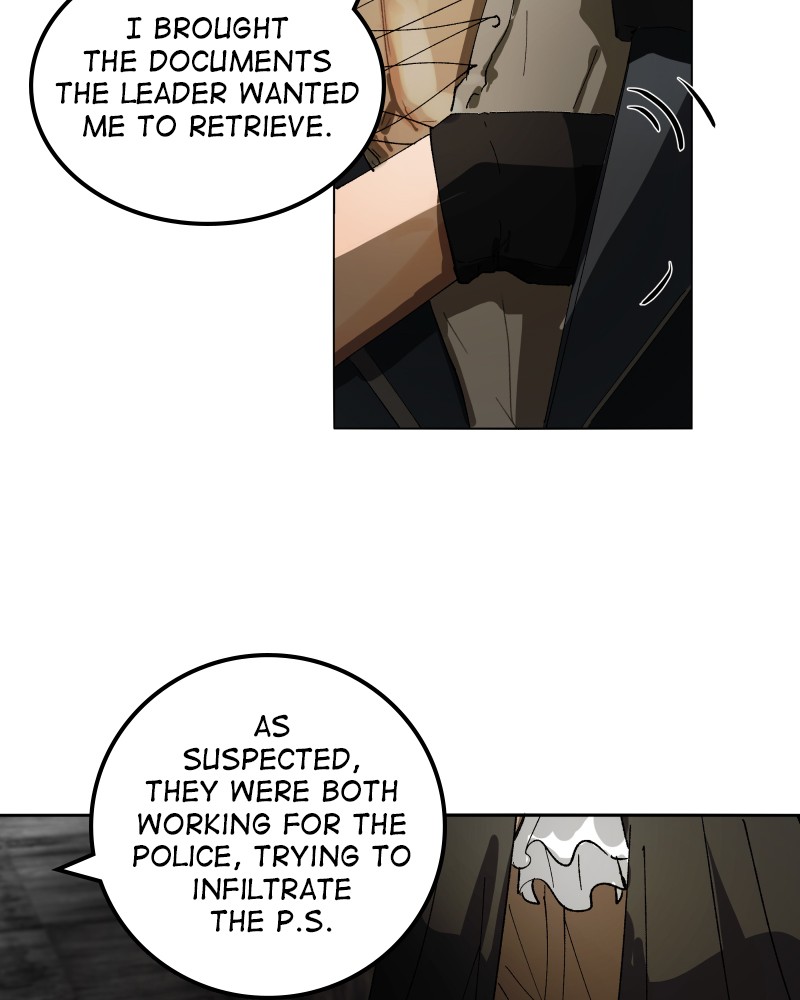 I BROUGHT
THE DOCUMENTS
THE LEADER WANTED
ME TO RETRIEVE.
AS
SUSPECTED,
THEY WERE BOTH
WORKING FOR THE
POLICE, TRYING TO
INFILTRATE
THE P.S.